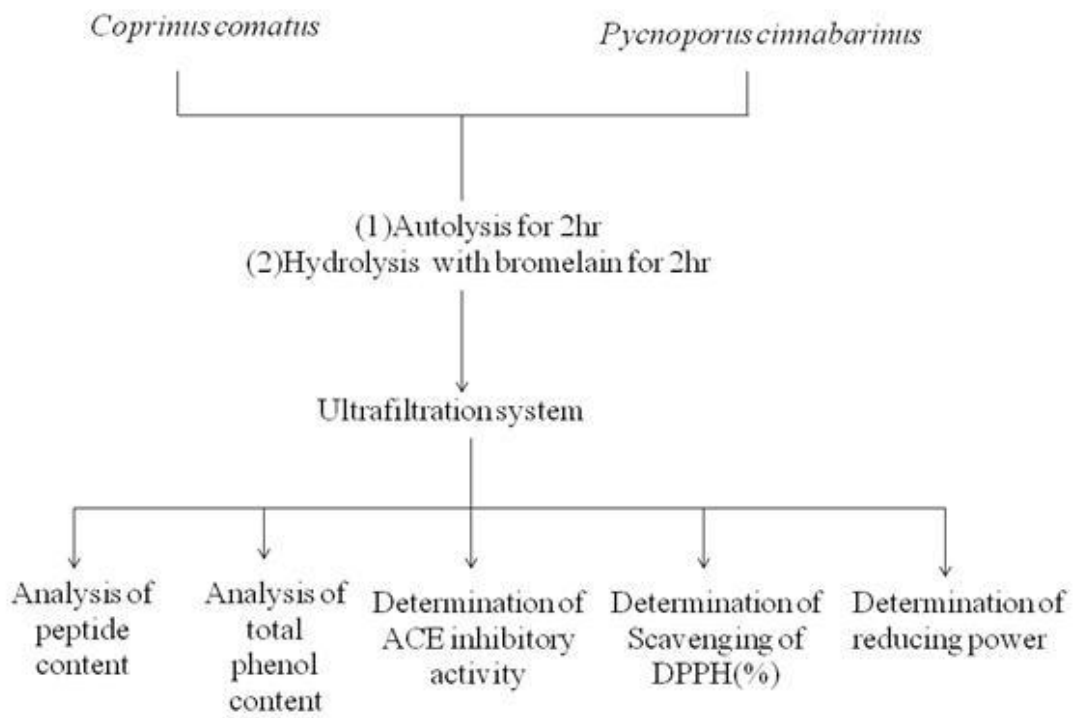 Coprinus comatus
Pycnoporus cinnabarinus
(1)Autolysis for 2hr
(2)Hydrolysis with bromelain for 2hr
Ultrafiltration system
Analysis of
peptide
content
Analysis of
total
phenol
content
Determination of
ACE inhibitory
activity
Determination of
Scavenging of
DPPH(%)
Determination of
reducing power